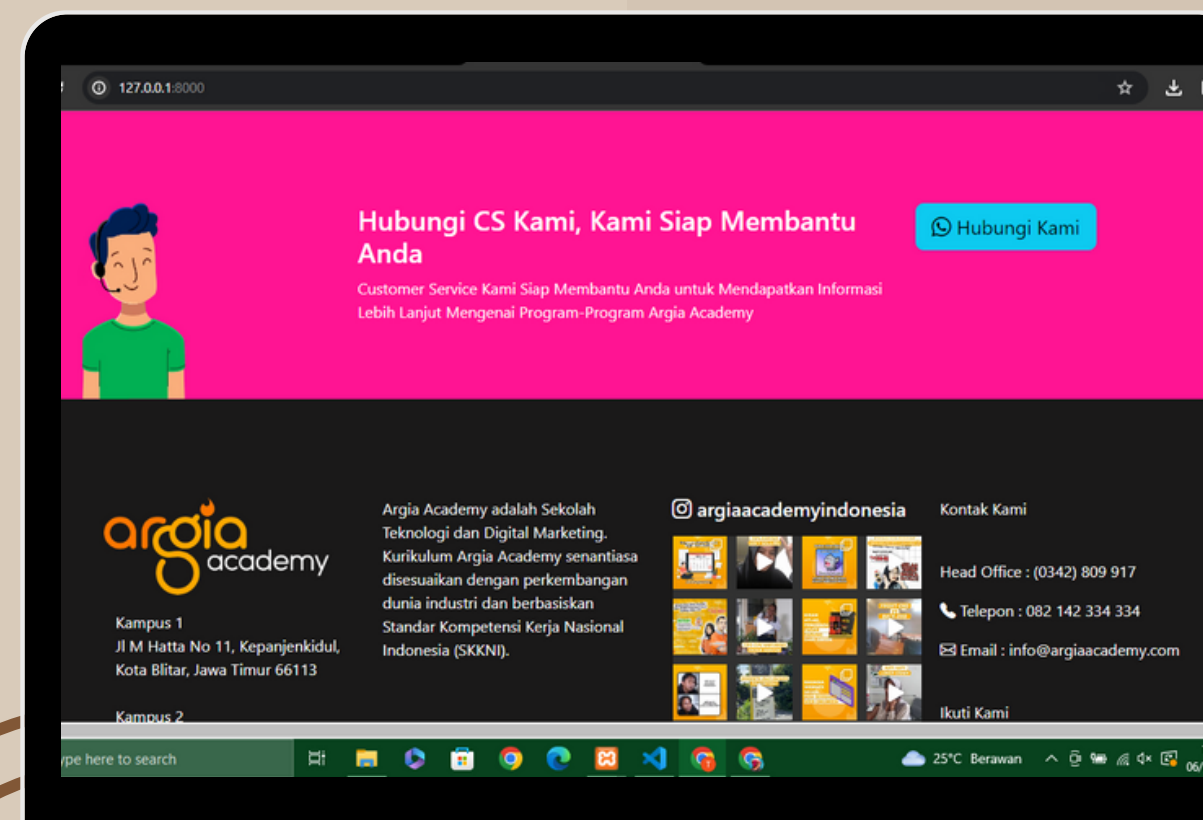 127.0.0.1:8000
Hubungi CS Kami, Kami Siap Membantu
Anda
Customer Service Kami Siap Membantu Anda untuk Mendapatkan Informasi
Lebih Lanjut Mengenai Program-Program Argia Academy
Hubungi Kami
argia
academy
Kampus 1
Jl M Hatta No 11, Kepanjenkidul,
Kota Blitar, Jawa Timur 66113
Kampus 2
Argia Academy adalah Sekolah
Teknologi dan Digital Marketing.
Kurikulum Argia Academy senantiasa
disesuaikan dengan perkembangan
dunia industri dan berbasiskan
Standar Kompetensi Kerja Nasional
Indonesia (SKKNI).
argiaacademyindonesia
Kontak Kami
Head Office : (0342) 809 917
Telepon : 082 142 334 334
Email : info@argiaacademy.com
Ikuti Kami
ype here to search
25°C Berawan
06/